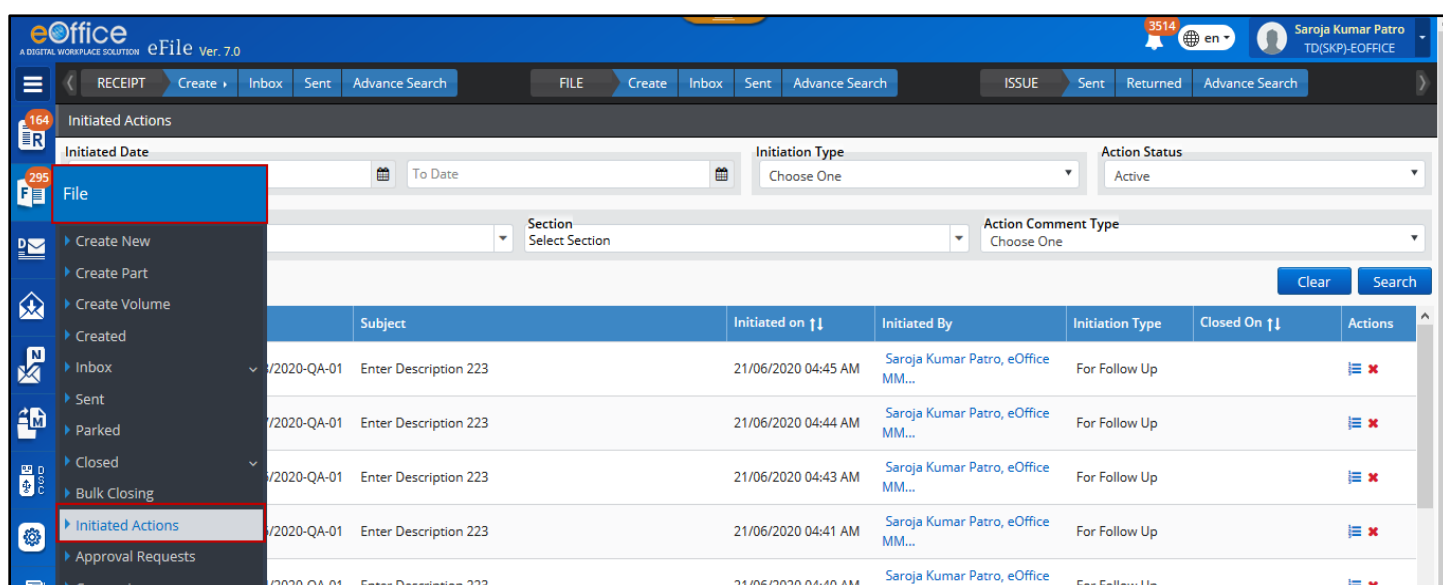 eOffice
A DIGITAL WORKPLACE SOLUTION eFile Ver. 7.0
3514
en
Saroja Kumar Patro
TD(SKP)-EOFFICE
RECEIPT Create Inbox Sent Advance Search FILE Create Inbox Sent Advance Search ISSUE Sent Returned Advance Search
164
R
Initiated Actions
Initiated Date Initiation Type Action Status
To Date Choose One Active
295
F
File
Section Action Comment Type
Select Section Choose One
Clear Search
D
N
M
DSC
Create New
Create Part
Create Volume
Created
Inbox
Sent
Parked
Closed
Bulk Closing
Initiated Actions
Approval Requests
Subject Initiated on Initiated By Initiation Type Closed On Actions
/2020-QA-01 Enter Description 223 21/06/2020 04:45 AM Saroja Kumar Patro, eOffice MM... For Follow Up
/2020-QA-01 Enter Description 223 21/06/2020 04:44 AM Saroja Kumar Patro, eOffice MM... For Follow Up
/2020-QA-01 Enter Description 223 21/06/2020 04:43 AM Saroja Kumar Patro, eOffice MM... For Follow Up
/2020-QA-01 Enter Description 223 21/06/2020 04:41 AM Saroja Kumar Patro, eOffice MM... For Follow Up
Saroja Kumar Patro, eOffice